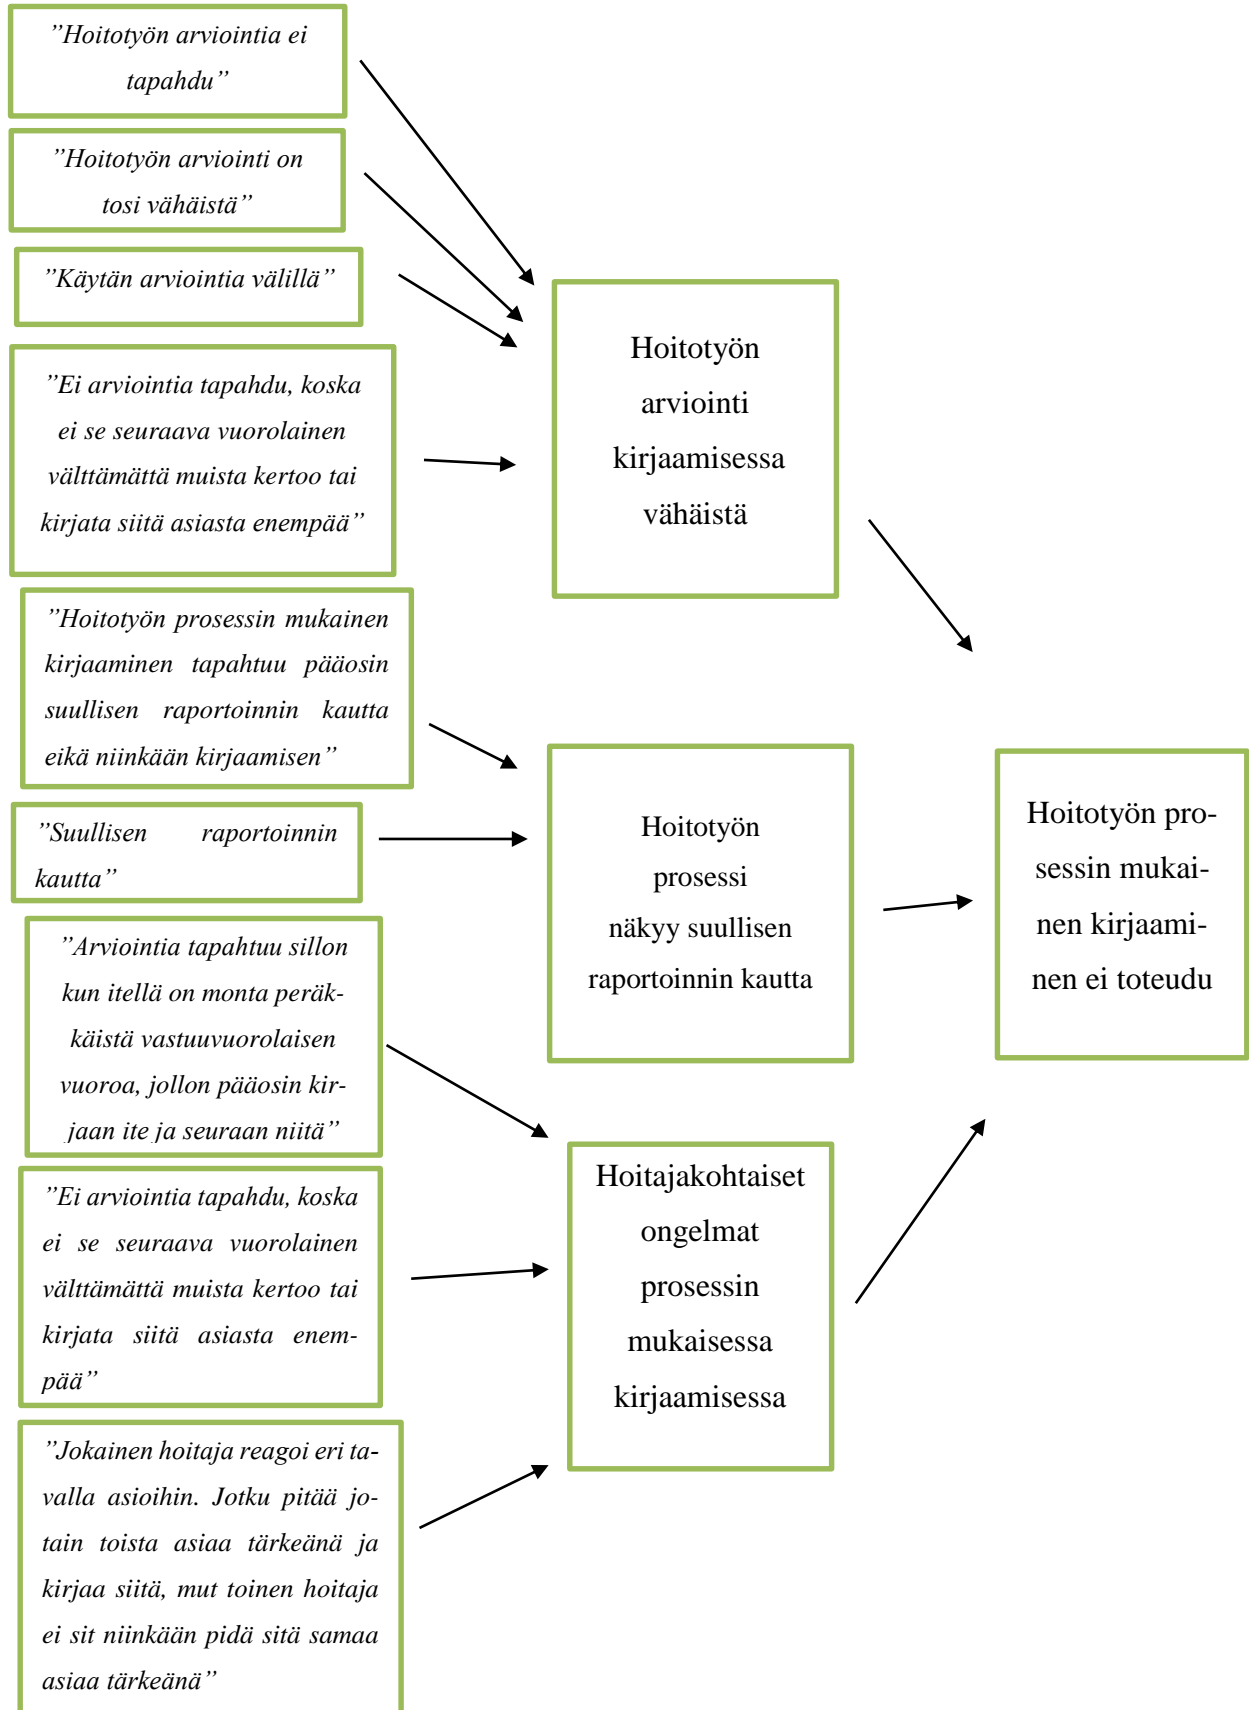 ”Hoitotyön arviointia ei
tapahdu”
”Hoitotyön arviointi on
tosi vähäistä”
”Käytän arviointia välillä”
”Ei arviointia tapahdu, koska
ei se seuraava vuorolainen
välttämättä muista kertoo tai
kirjata siitä asiasta enempää”
”Hoitotyön prosessin mukainen
kirjaaminen tapahtuu pääosin
suullisen raportoinnin kautta
eikä niinkään kirjaamisen”
”Suullisen raportoinnin
kautta”
”Arviointia tapahtuu sillon
kun itellä on monta peräk-
käistä vastuuvuorolaisen
vuoroa, jollon pääosin kir-
jaan ite ja seuraan niitä”
”Ei arviointia tapahdu, koska
ei se seuraava vuorolainen
välttämättä muista kertoo tai
kirjata siitä asiasta enem-
pää”
”Jokainen hoitaja reagoi eri ta-
valla asioihin. Jotku pitää jo-
tain toista asiaa tärkeänä ja
kirjaa siitä, mut toinen hoitaja
ei sit niinkään pidä sitä samaa
asiaa tärkeänä”
Hoitotyön
arviointi
kirjaamisessa
vähäistä
Hoitotyön
prosessi
näkyy suullisen
raportoinnin kautta
Hoitajakohtaiset
ongelmat
prosessin
mukaisessa
kirjaamisessa
Hoitotyön pro-
sessin mukai-
nen kirjaami-
nen ei toteudu